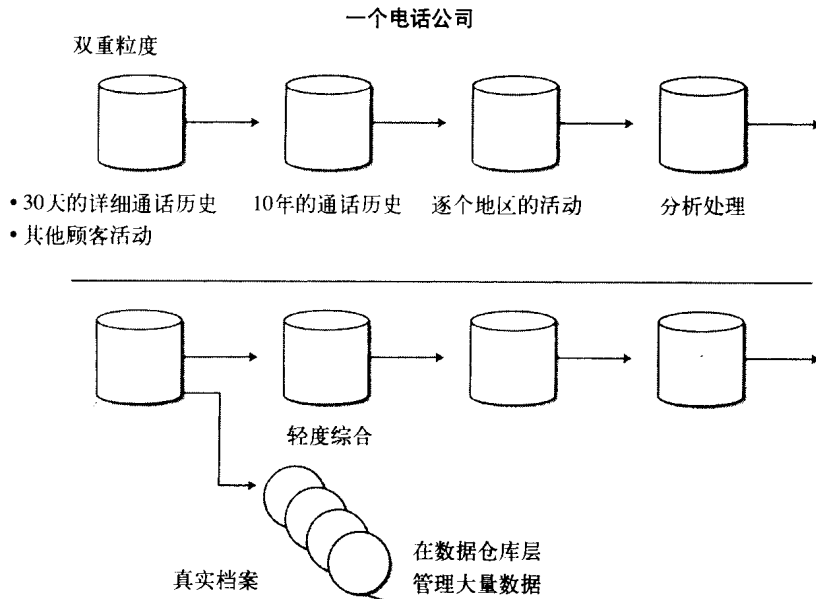 一个电话公司
双重粒度
• 30天的详细通话历史
• 其他顾客活动
10年的通话历史
逐个地区的活动
分析处理
轻度综合
真实档案
在数据仓库层
管理大量数据